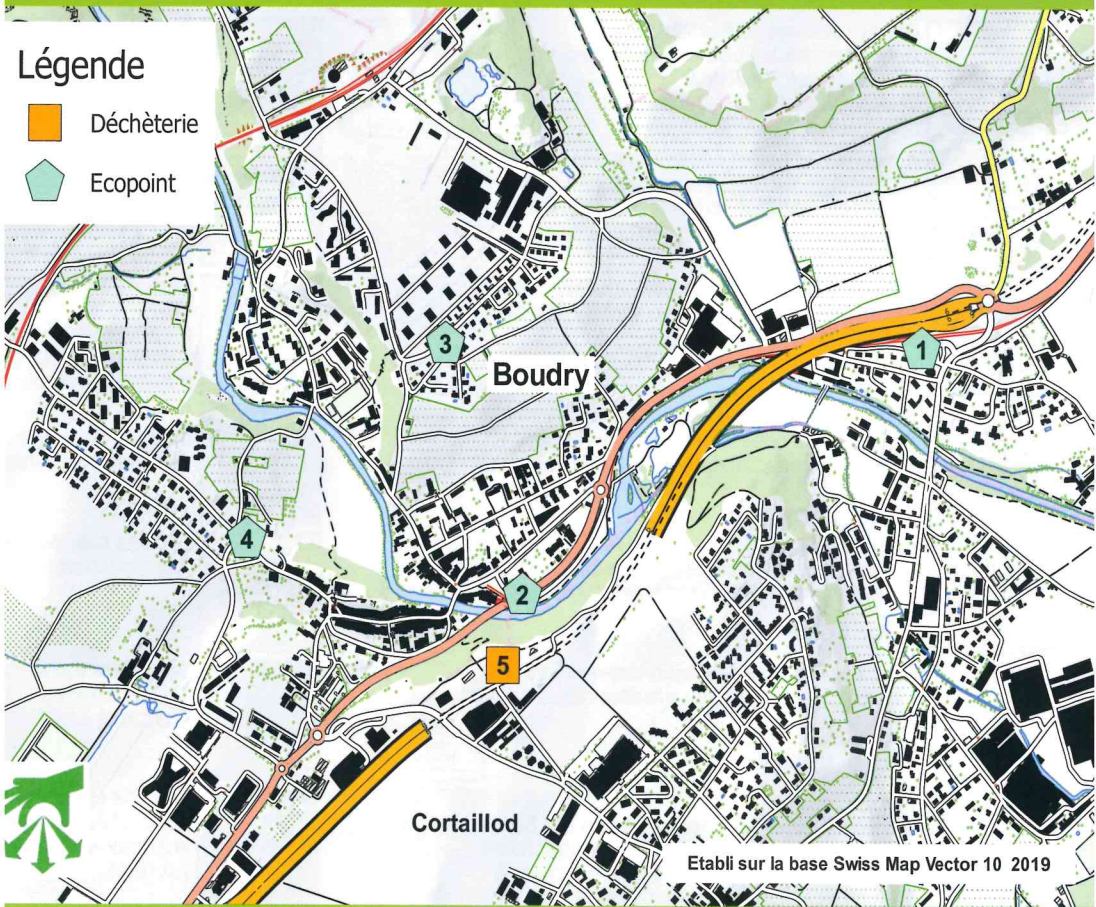 Légende
Déchèterie
Ecopoint
3
1
Boudry
4
2
5
Cortaillod
Etabli sur la base Swiss Map Vector 10 2019